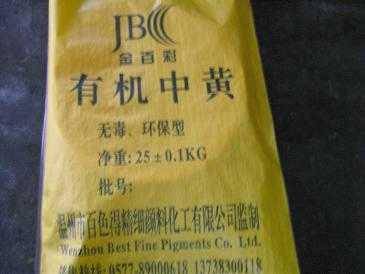 JBC
金百彩
有机中黄
无毒、环保型
净重:25±0.1KG
批号:
温州市百色得精细颜料化工有限公司监制
Wenzhou Best Fine Pigments Co. Ltd.
0577-89000618 13738300118